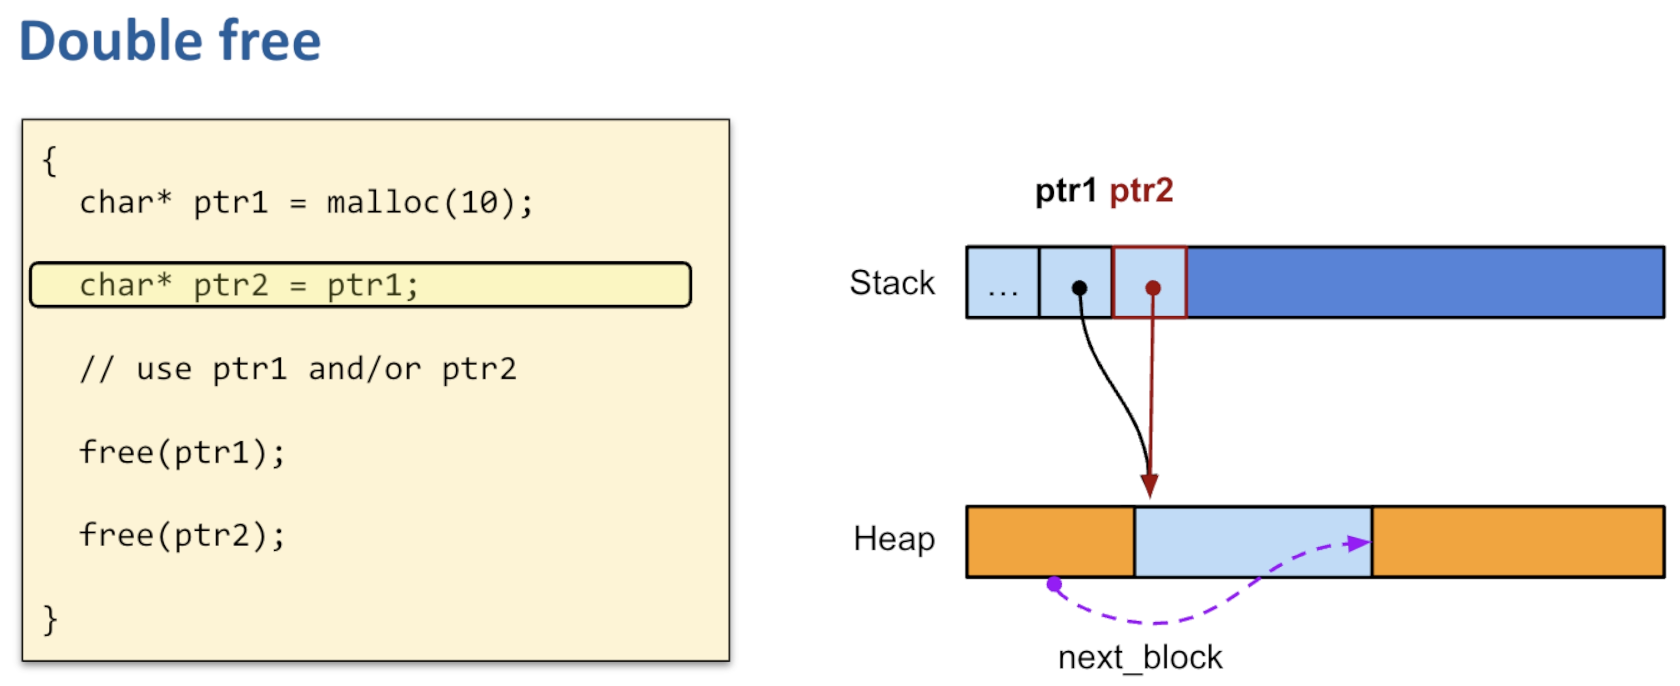 Double free
{
char* ptr1 = malloc(10);
char* ptr2 = ptr1;
// use ptr1 and/or ptr2
free(ptr1);
free(ptr2);
}
ptr1 ptr2
Stack
...
Heap
next_block